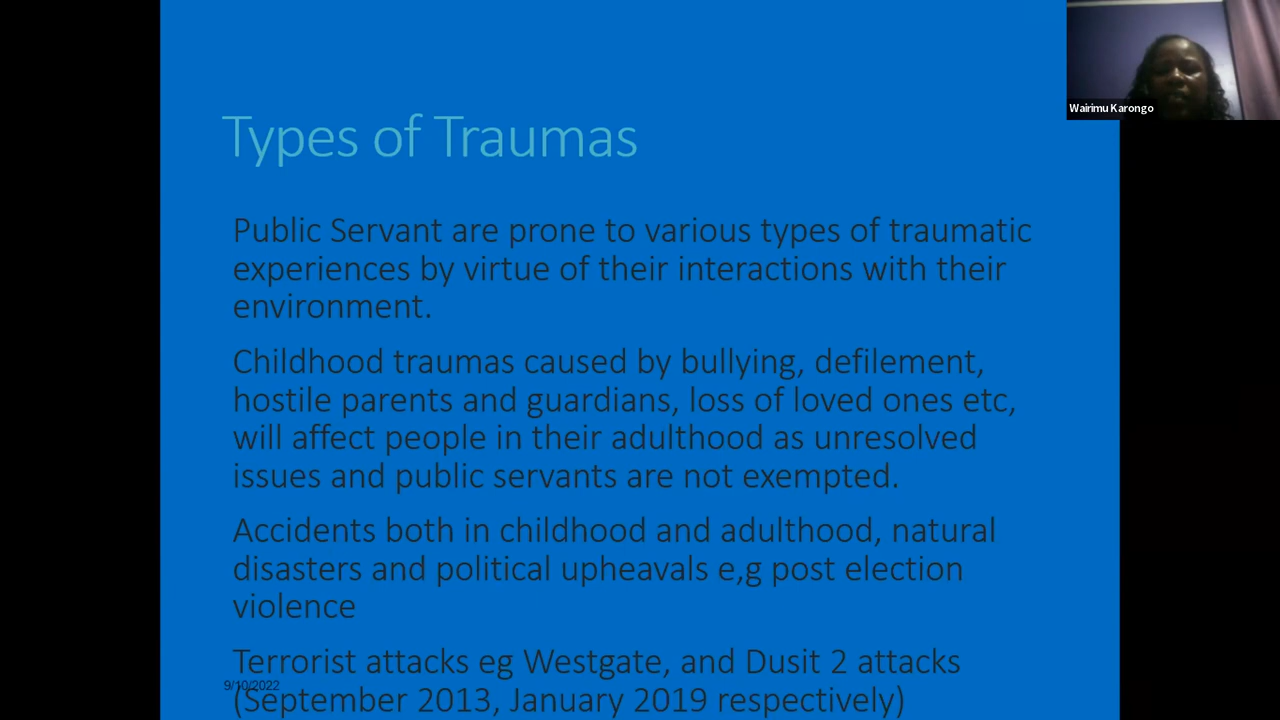 Wairimu Karongo
Types of Traumas
Public Servant are prone to various types of traumatic
experiences by virtue of their interactions with their
environment.
Childhood traumas caused by bullying, defilement,
hostile parents and guardians, loss of loved ones etc,
will affect people in their adulthood as unresolved
issues and public servants are not exempted.
Accidents both in childhood and adulthood, natural
disasters and political upheavals e,g post election
violence
Terrorist attacks eg Westgate, and Dusit 2 attacks
9/10/2022
(September 2013, January 2019 respectively)